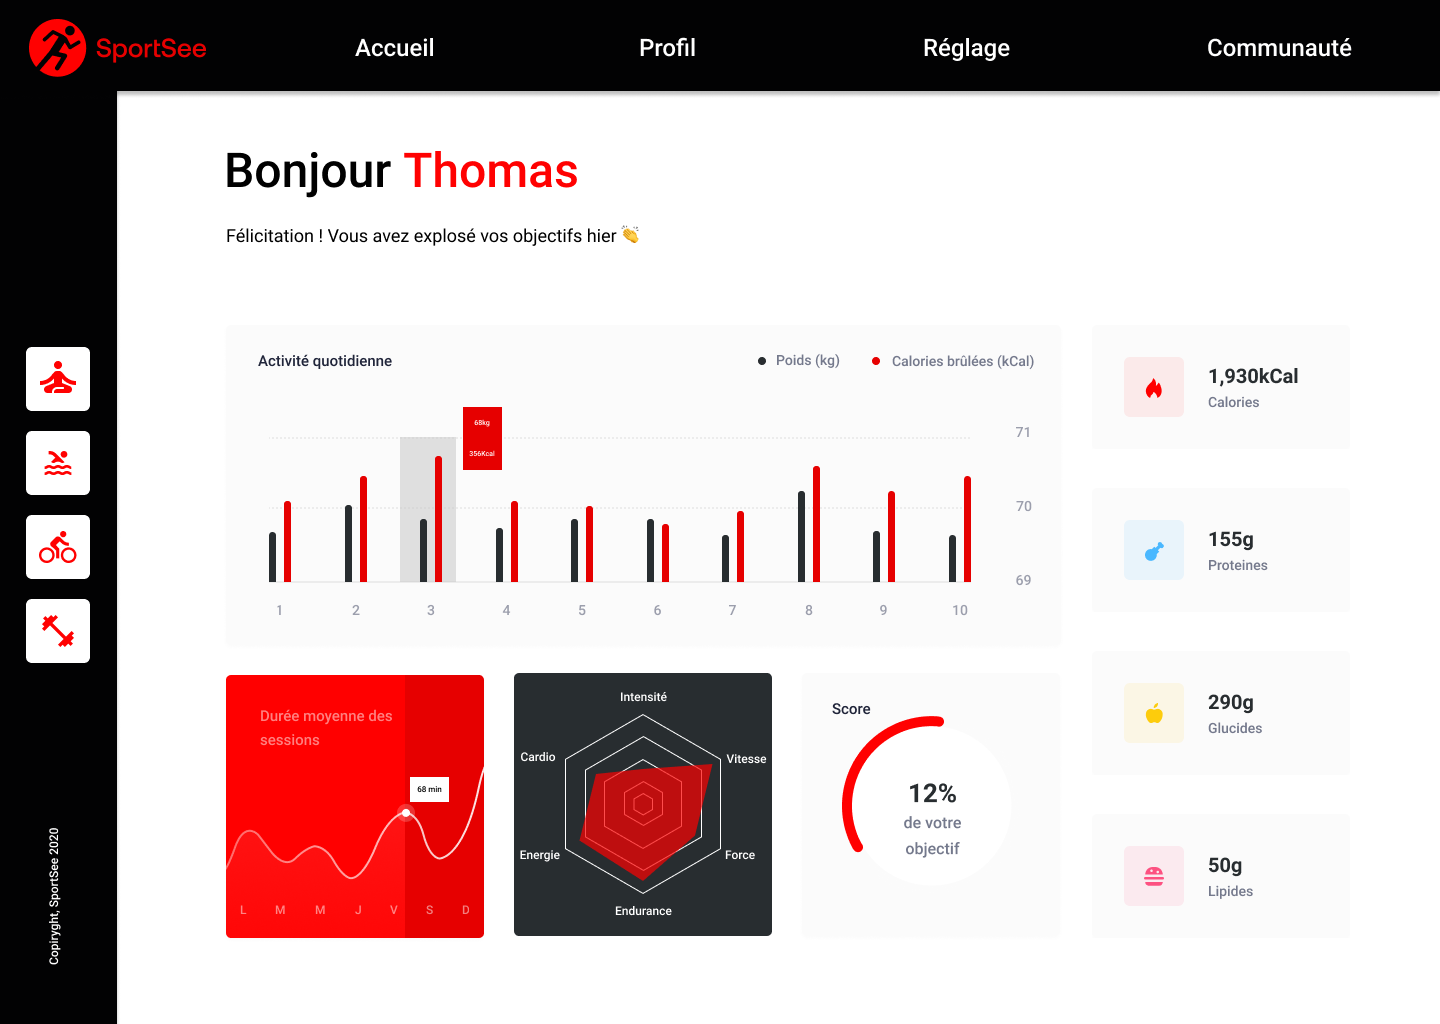 SportSee
Accueil
Profil
Réglage
Communauté
Bonjour Thomas
Félicitation ! Vous avez explosé vos objectifs hier 👏
Activité quotidienne
Poids (kg)
Calories brûlées (kCal)
68kg
356Kcal
71
70
69
1 2 3 4 5 6 7 8 9 10
1,930kCal
Calories
155g
Proteines
290g
Glucides
50g
Lipides
Durée moyenne des
sessions
68 min
L M M J V S D
Intensité
Cardio
Vitesse
Energie
Force
Endurance
Score
12%
de votre
objectif
Copiryght, SportSee 2020